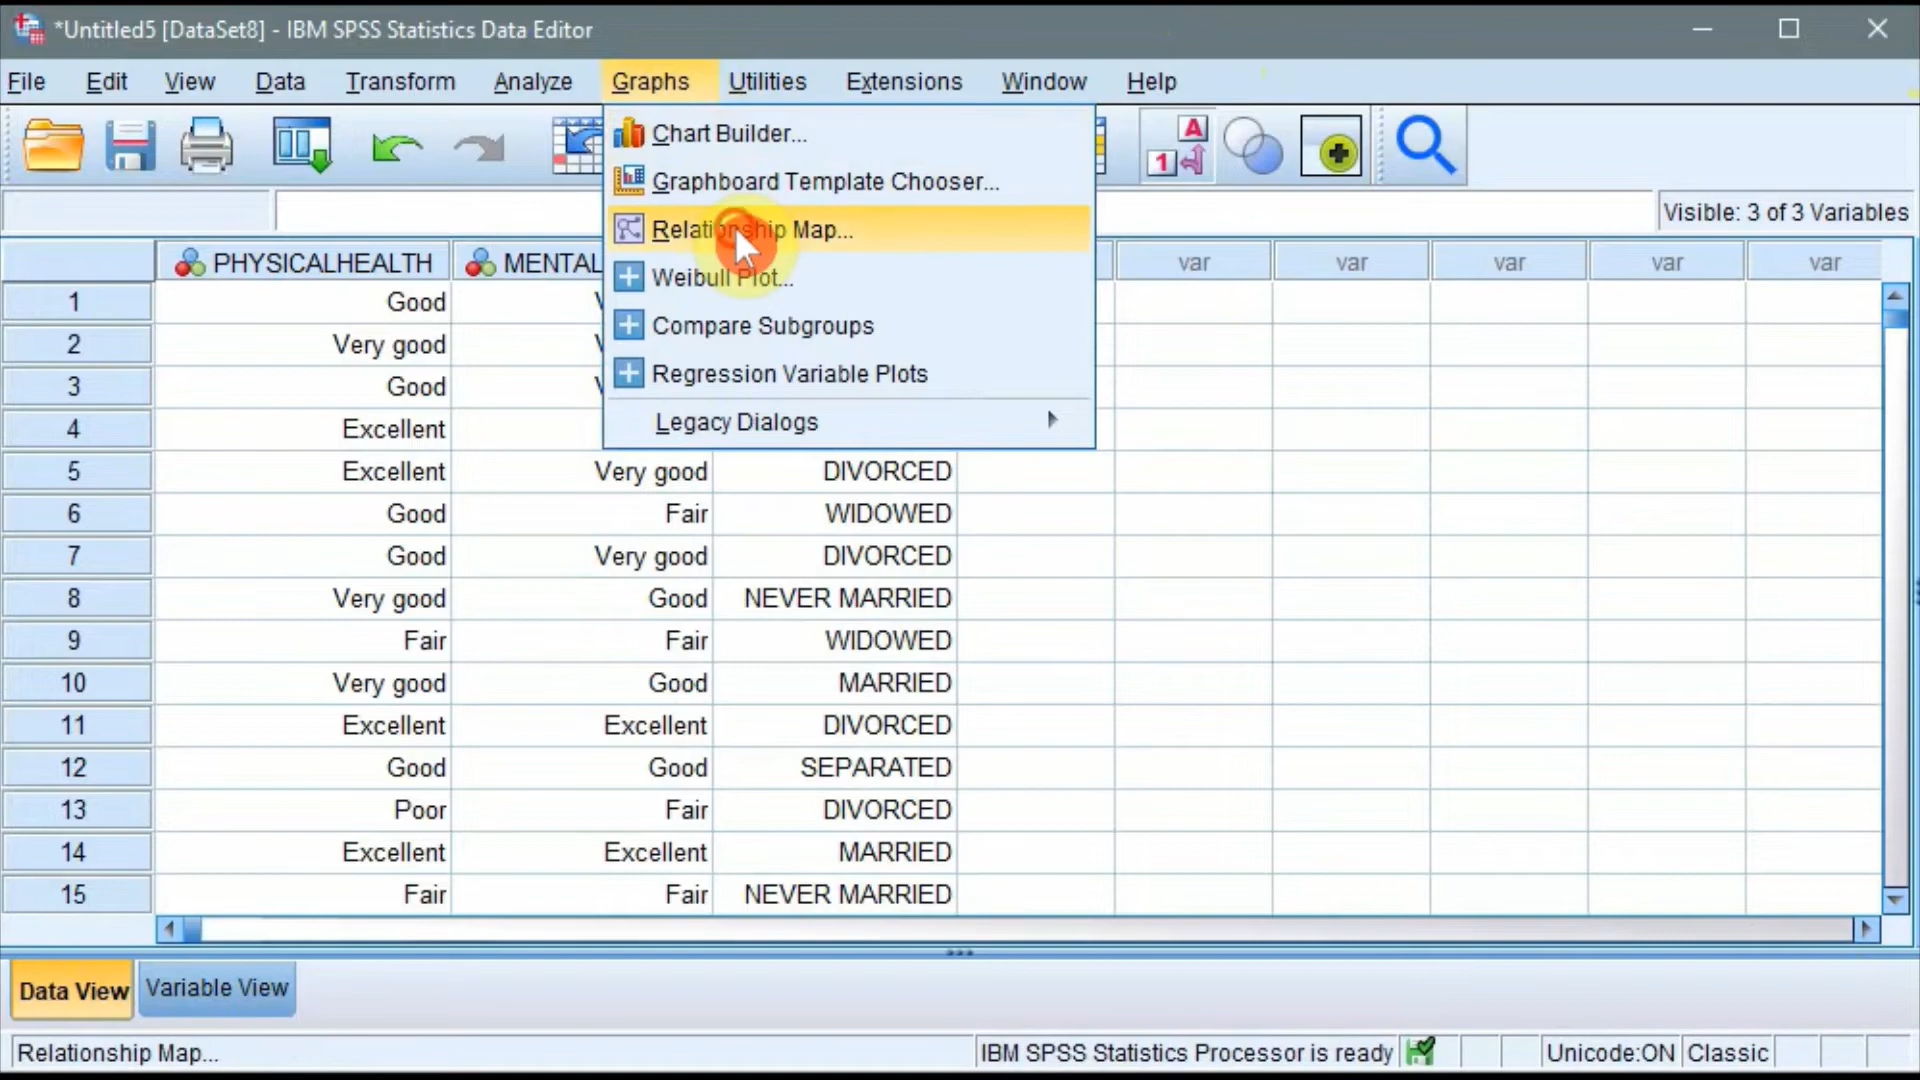 *Untitled5 [DataSet8] - IBM SPSS Statistics Data Editor
File Edit View Data Transform Analyze Graphs Utilities Extensions Window Help
Chart Builder...
Graphboard Template Chooser...
Relationship Map...
Weibull Plot...
Compare Subgroups
Regression Variable Plots
Legacy Dialogs
A
1
Visible: 3 of 3 Variables
PHYSICALHEALTH MENTAL var var var var var
1 Good V
2 Very good V
3 Good V
4 Excellent
5 Excellent Very good DIVORCED
6 Good Fair WIDOWED
7 Good Very good DIVORCED
8 Very good Good NEVER MARRIED
9 Fair Fair WIDOWED
10 Very good Good MARRIED
11 Excellent Excellent DIVORCED
12 Good Good SEPARATED
13 Poor Fair DIVORCED
14 Excellent Excellent MARRIED
15 Fair Fair NEVER MARRIED
Data View Variable View
Relationship Map... IBM SPSS Statistics Processor is ready Unicode:ON Classic